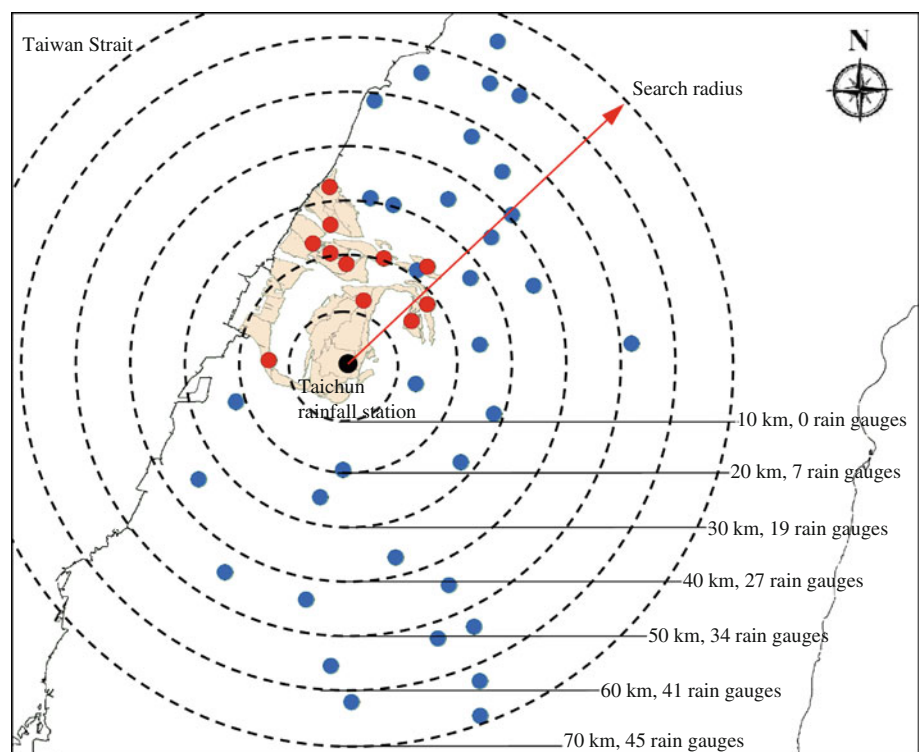 Taiwan Strait
N
Search radius
Taichun
rainfall station
10 km, 0 rain gauges
20 km, 7 rain gauges
30 km, 19 rain gauges
40 km, 27 rain gauges
50 km, 34 rain gauges
60 km, 41 rain gauges
70 km, 45 rain gauges